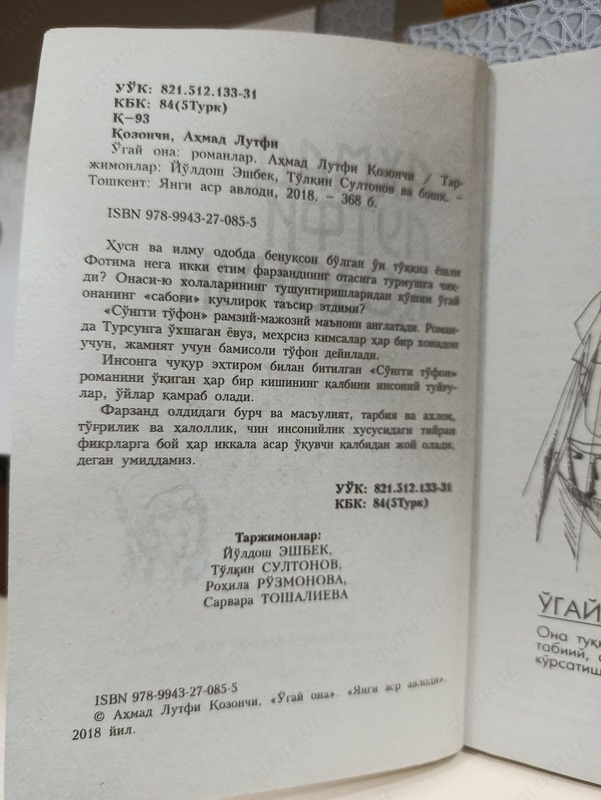 УЎК: 821.512.133-31
КБК: 84(5Турк)
Қ–93
Қозончи, Аҳмад Лутфи
Ўгай она: романлар. Аҳмад Лутфи Қозончи / Тар-
жимонлар: Йўлдош Эшбек, Тўлқин Султонов ва бошқ. –
Тошкент: Янги аср авлоди, 2018. – 368 б.
ISBN 978-9943-27-085-5
Ҳусн ва илму одобда бенуқсон бўлган ўн тўққиз ёшли
Фотима нега икки етим фарзанднинг отасига турмушга чиқ-
ди? Онаси-ю холаларининг тушунтиришларидан қўшни ўгай
онанинг «сабоғи» кучлироқ таъсир этдими?
«Сўнгги тўфон» рамзий-мажозий маънони англатади. Роман-
да Турсунга ўхшаган ёвуз, меҳрсиз кимсалар ҳар бир хонадон
учун, жамият учун бамисоли тўфон дейилади.
Инсонга чуқур эҳтиром билан битилган «Сўнгги тўфон»
романини ўқиган ҳар бир кишининг қалбини инсоний туйғу-
лар, ўйлар қамраб олади.
Фарзанд олдидаги бурч ва масъулият, тарбия ва ахлоқ,
тўғрилик ва ҳалоллик, чин инсонийлик хусусидаги тийран
фикрларга бой ҳар иккала асар ўқувчи қалбидан жой олади,
деган умиддамиз.
УЎК: 821.512.133-31
КБК: 84(5Турк)
Таржимонлар:
Йўлдош ЭШБЕК,
Тўлқин СУЛТОНОВ,
Роҳила РЎЗМОНОВА,
Сарвара ТОШАЛИЕВА
ISBN 978-9943-27-085-5
© Аҳмад Лутфи Қозончи, «Ўгай она». «Янги аср авлоди»,
2018 йил.
ЎГАЙ
Она туқ
табиий,
кўрсатиш